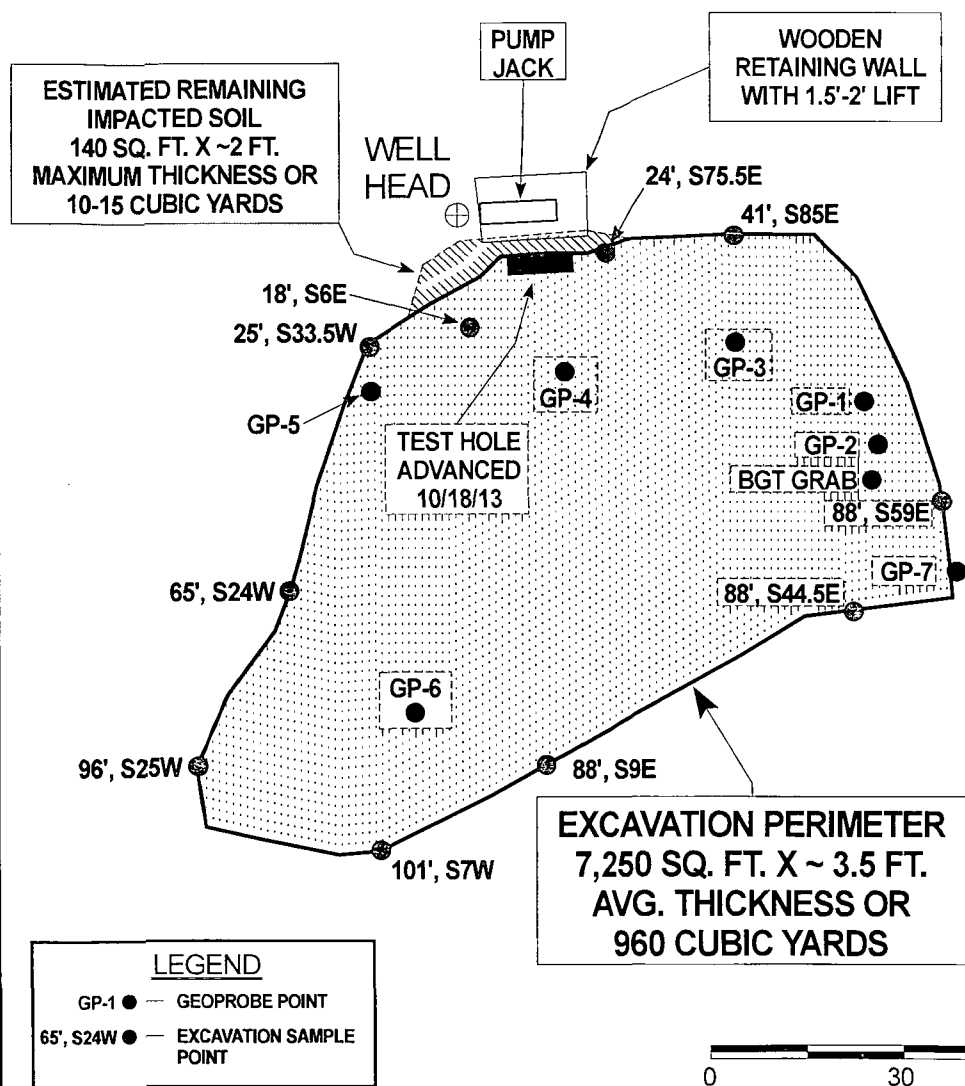 PUMP
JACK
WOODEN
RETAINING WALL
WITH 1.5'-2' LIFT
ESTIMATED REMAINING
IMPACTED SOIL
140 SQ. FT. X ~2 FT.
MAXIMUM THICKNESS OR
10-15 CUBIC YARDS
WELL
HEAD
24', S75.5E
41', S85E
18', S6E
25', S33.5W
GP-3
GP-4
GP-5
GP-1
TEST HOLE
ADVANCED
10/18/13
GP-2
BGT GRAB
88', S59E
GP-7
65', S24W
88', S44.5E
GP-6
96', S25W
88', S9E
101', S7W
EXCAVATION PERIMETER
7,250 SQ. FT. X ~ 3.5 FT.
AVG. THICKNESS OR
960 CUBIC YARDS
LEGEND
GP-1 — GEOPROBE POINT
65', S24W — EXCAVATION SAMPLE
POINT
0 30